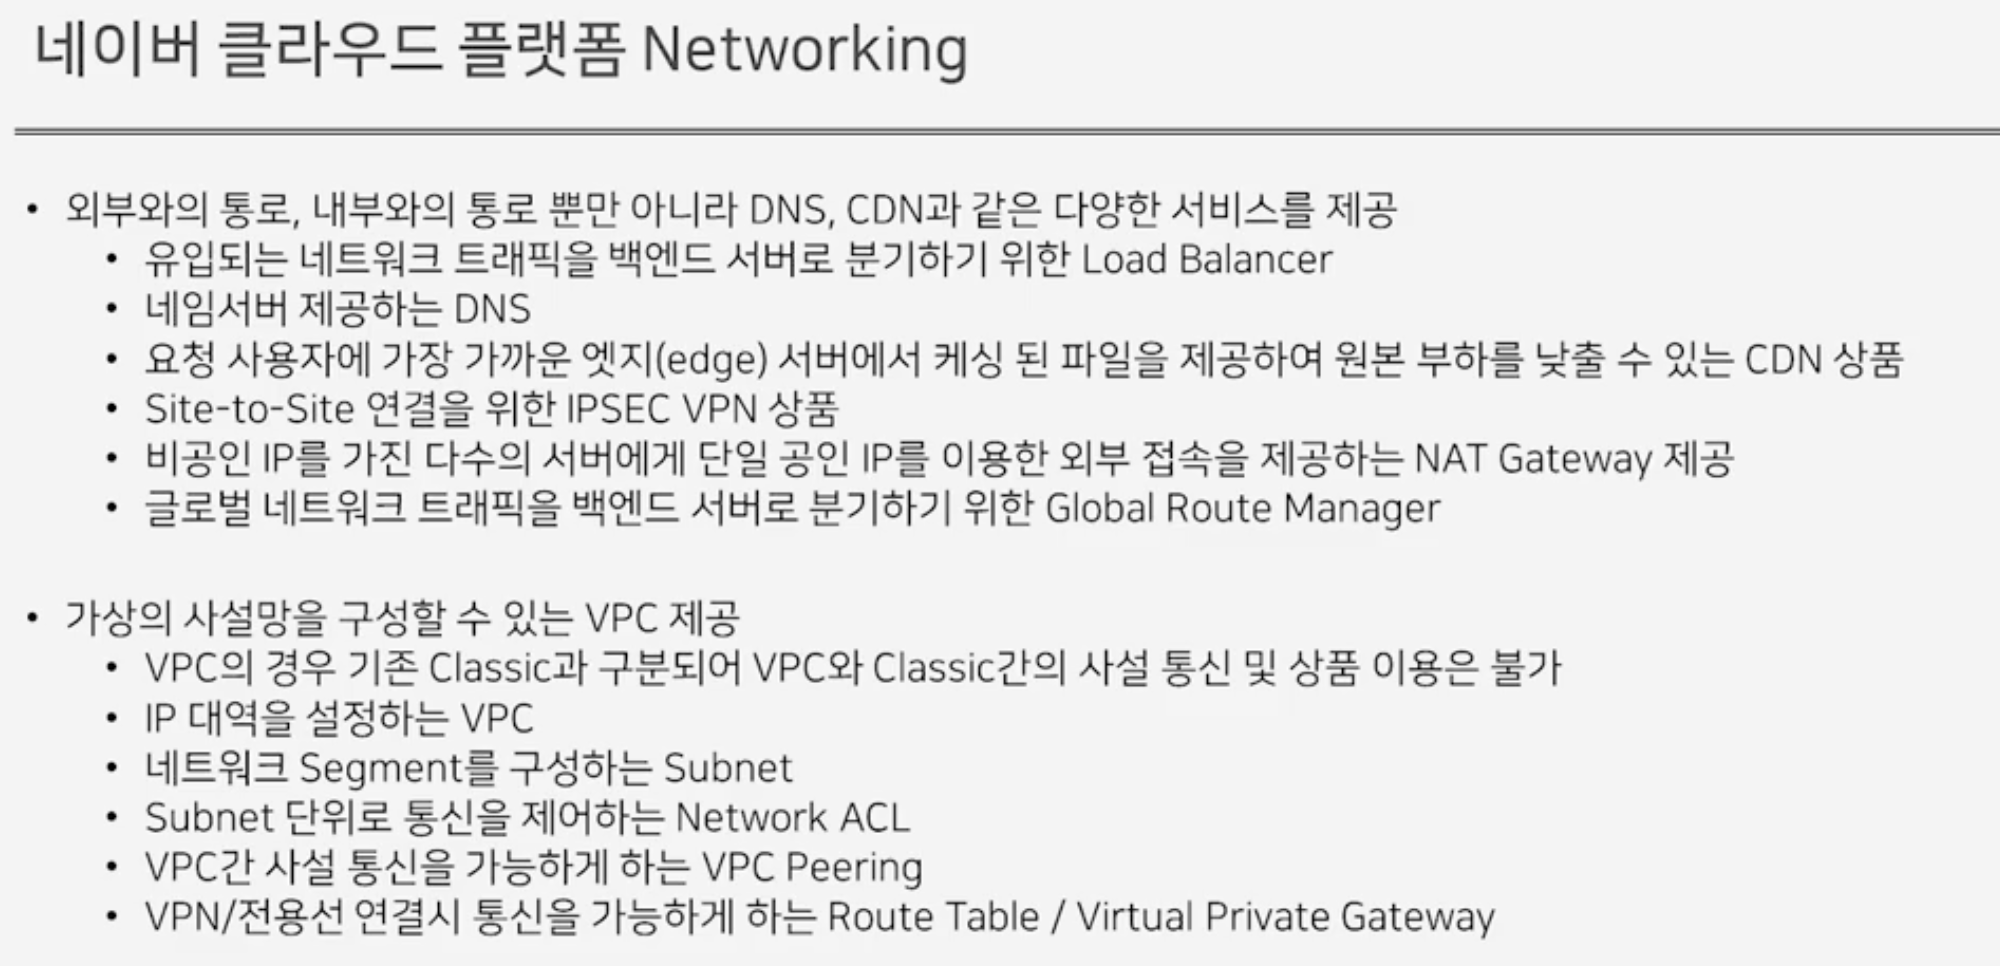 네이버 클라우드 플랫폼 Networking
• 외부와의 통로, 내부와의 통로 뿐만 아니라 DNS, CDN과 같은 다양한 서비스를 제공
• 유입되는 네트워크 트래픽을 백엔드 서버로 분기하기 위한 Load Balancer
• 네임서버 제공하는 DNS
• 요청 사용자에 가장 가까운 엣지(edge) 서버에서 케싱 된 파일을 제공하여 원본 부하를 낮출 수 있는 CDN 상품
• Site-to-Site 연결을 위한 IPSEC VPN 상품
• 비공인 IP를 가진 다수의 서버에게 단일 공인 IP를 이용한 외부 접속을 제공하는 NAT Gateway 제공
• 글로벌 네트워크 트래픽을 백엔드 서버로 분기하기 위한 Global Route Manager
• 가상의 사설망을 구성할 수 있는 VPC 제공
• VPC의 경우 기존 Classic과 구분되어 VPC와 Classic간의 사설 통신 및 상품 이용은 불가
• IP 대역을 설정하는 VPC
• 네트워크 Segment를 구성하는 Subnet
• Subnet 단위로 통신을 제어하는 Network ACL
• VPC간 사설 통신을 가능하게 하는 VPC Peering
• VPN/전용선 연결시 통신을 가능하게 하는 Route Table / Virtual Private Gateway